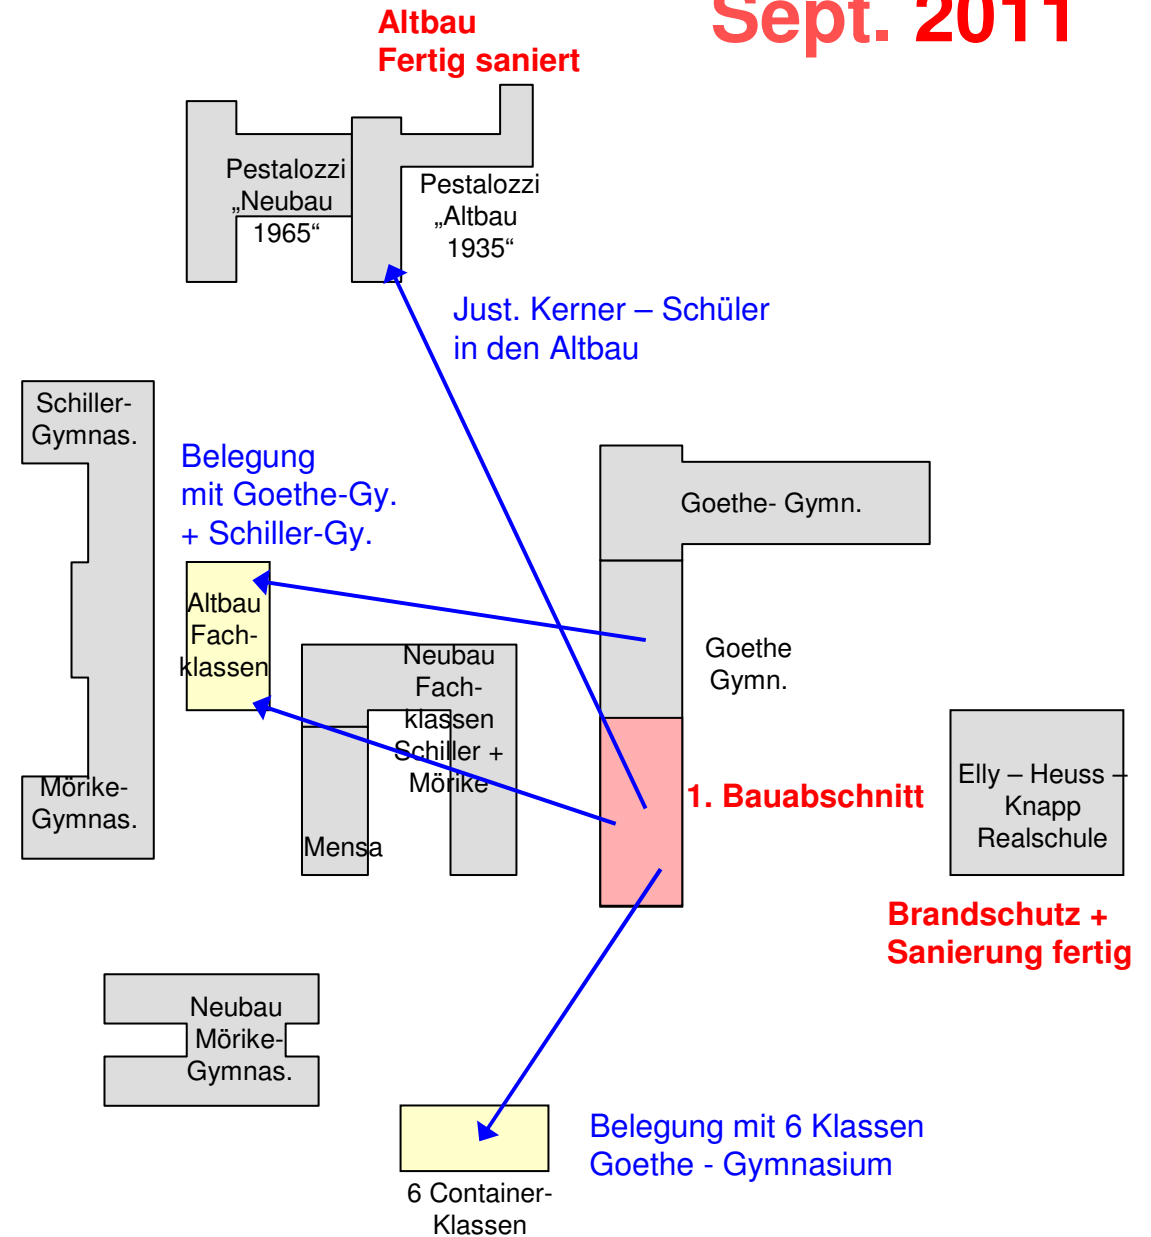 Sept. 2011
Altbau
Fertig saniert
Pestalozzi
„Neubau
1965“
Pestalozzi
„Altbau
1935“
Just. Kerner – Schüler
in den Altbau
Schiller-
Gymnas.
Belegung
mit Goethe-Gy.
+ Schiller-Gy.
Goethe- Gymn.
Altbau
Fach-
klassen
Neubau
Fach-
klassen
Schiller +
Mörike
Goethe
Gymn.
Mörike-
Gymnas.
Mensa
1. Bauabschnitt
Elly – Heuss –
Knapp
Realschule
Brandschutz +
Sanierung fertig
Neubau
Mörike-
Gymnas.
Belegung mit 6 Klassen
Goethe - Gymnasium
6 Container-
Klassen